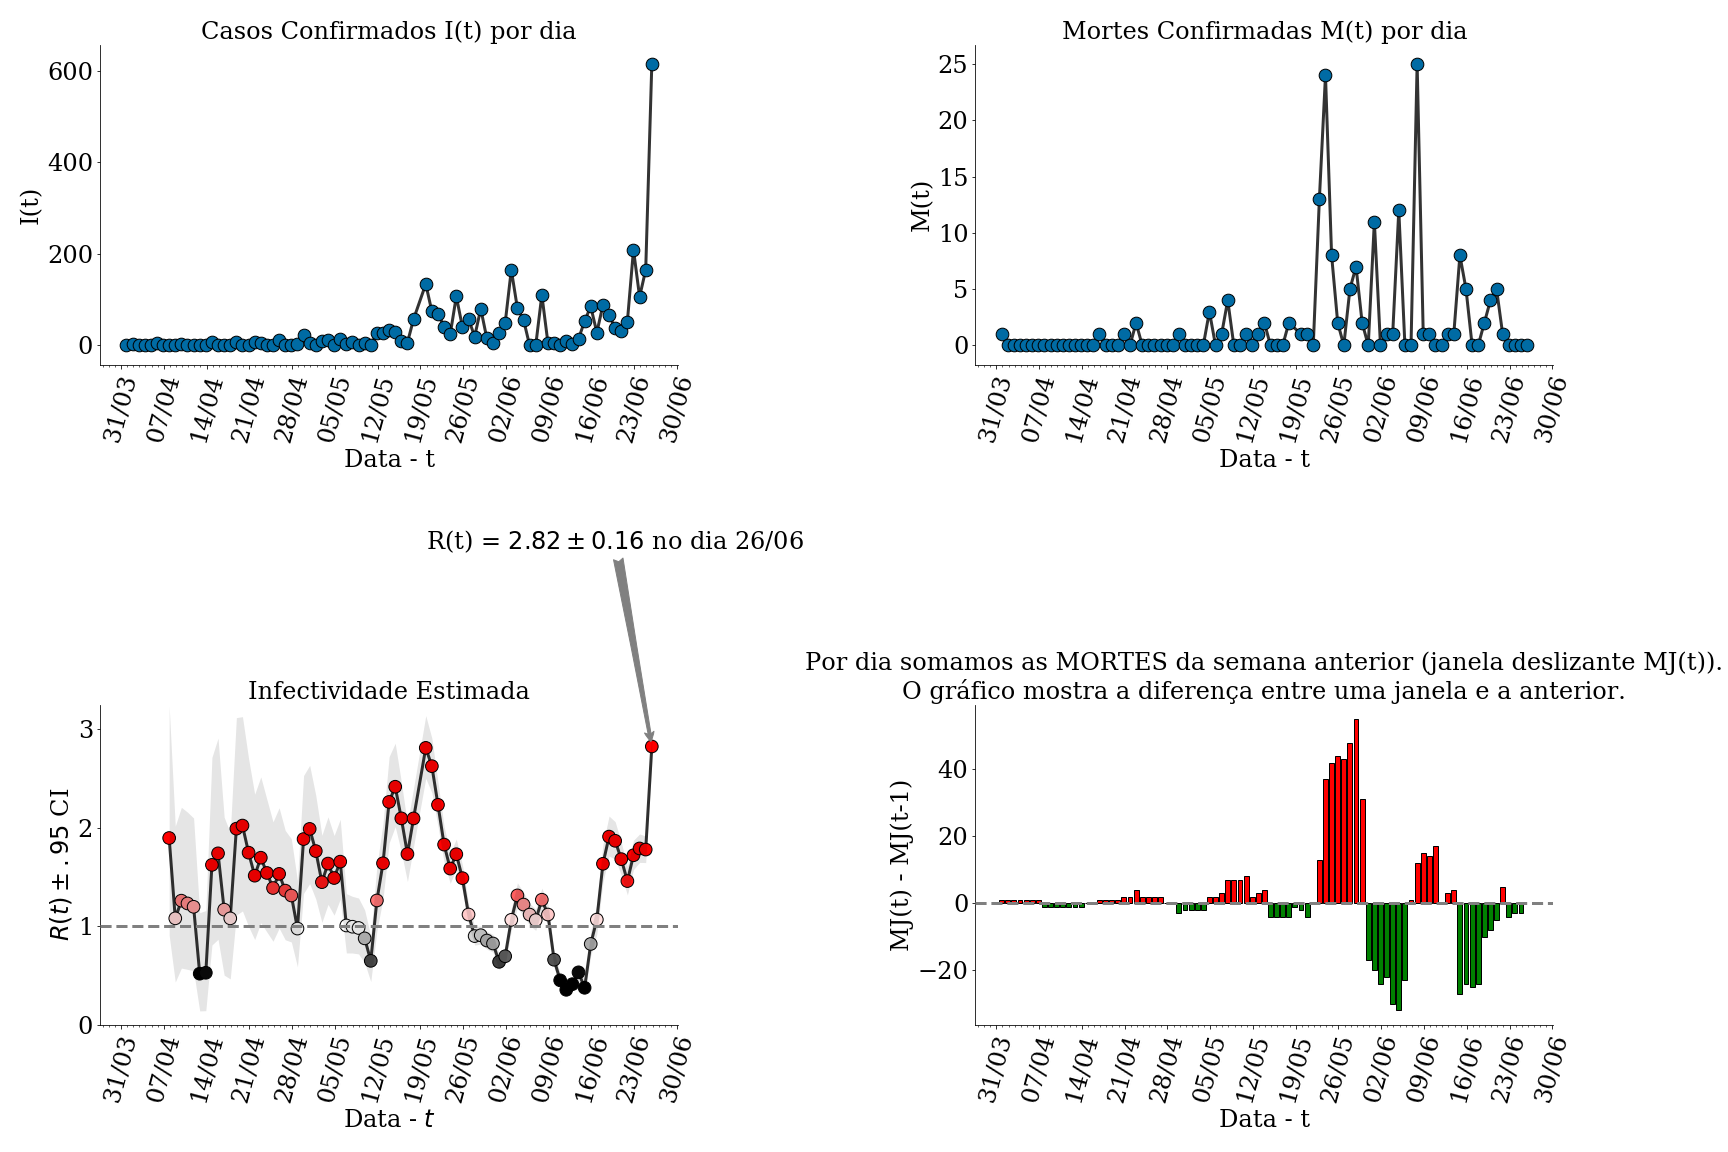 Casos Confirmados I(t) por dia
I(t)
600
400
200
0
31/03 07/04 14/04 21/04 28/04 05/05 12/05 19/05 26/05 02/06 09/06 16/06 23/06 30/06
Data - t
Mortes Confirmadas M(t) por dia
M(t)
25
20
15
10
5
0
31/03 07/04 14/04 21/04 28/04 05/05 12/05 19/05 26/05 02/06 09/06 16/06 23/06 30/06
Data - t
R(t) = 2.82 ± 0.16 no dia 26/06
Infectividade Estimada
R(t) ± .95 CI
3
2
1
0
31/03 07/04 14/04 21/04 28/04 05/05 12/05 19/05 26/05 02/06 09/06 16/06 23/06 30/06
Data - t
Por dia somamos as MORTES da semana anterior (janela deslizante MJ(t)).
O gráfico mostra a diferença entre uma janela e a anterior.
MJ(t) - MJ(t-1)
40
20
0
−20
31/03 07/04 14/04 21/04 28/04 05/05 12/05 19/05 26/05 02/06 09/06 16/06 23/06 30/06
Data - t